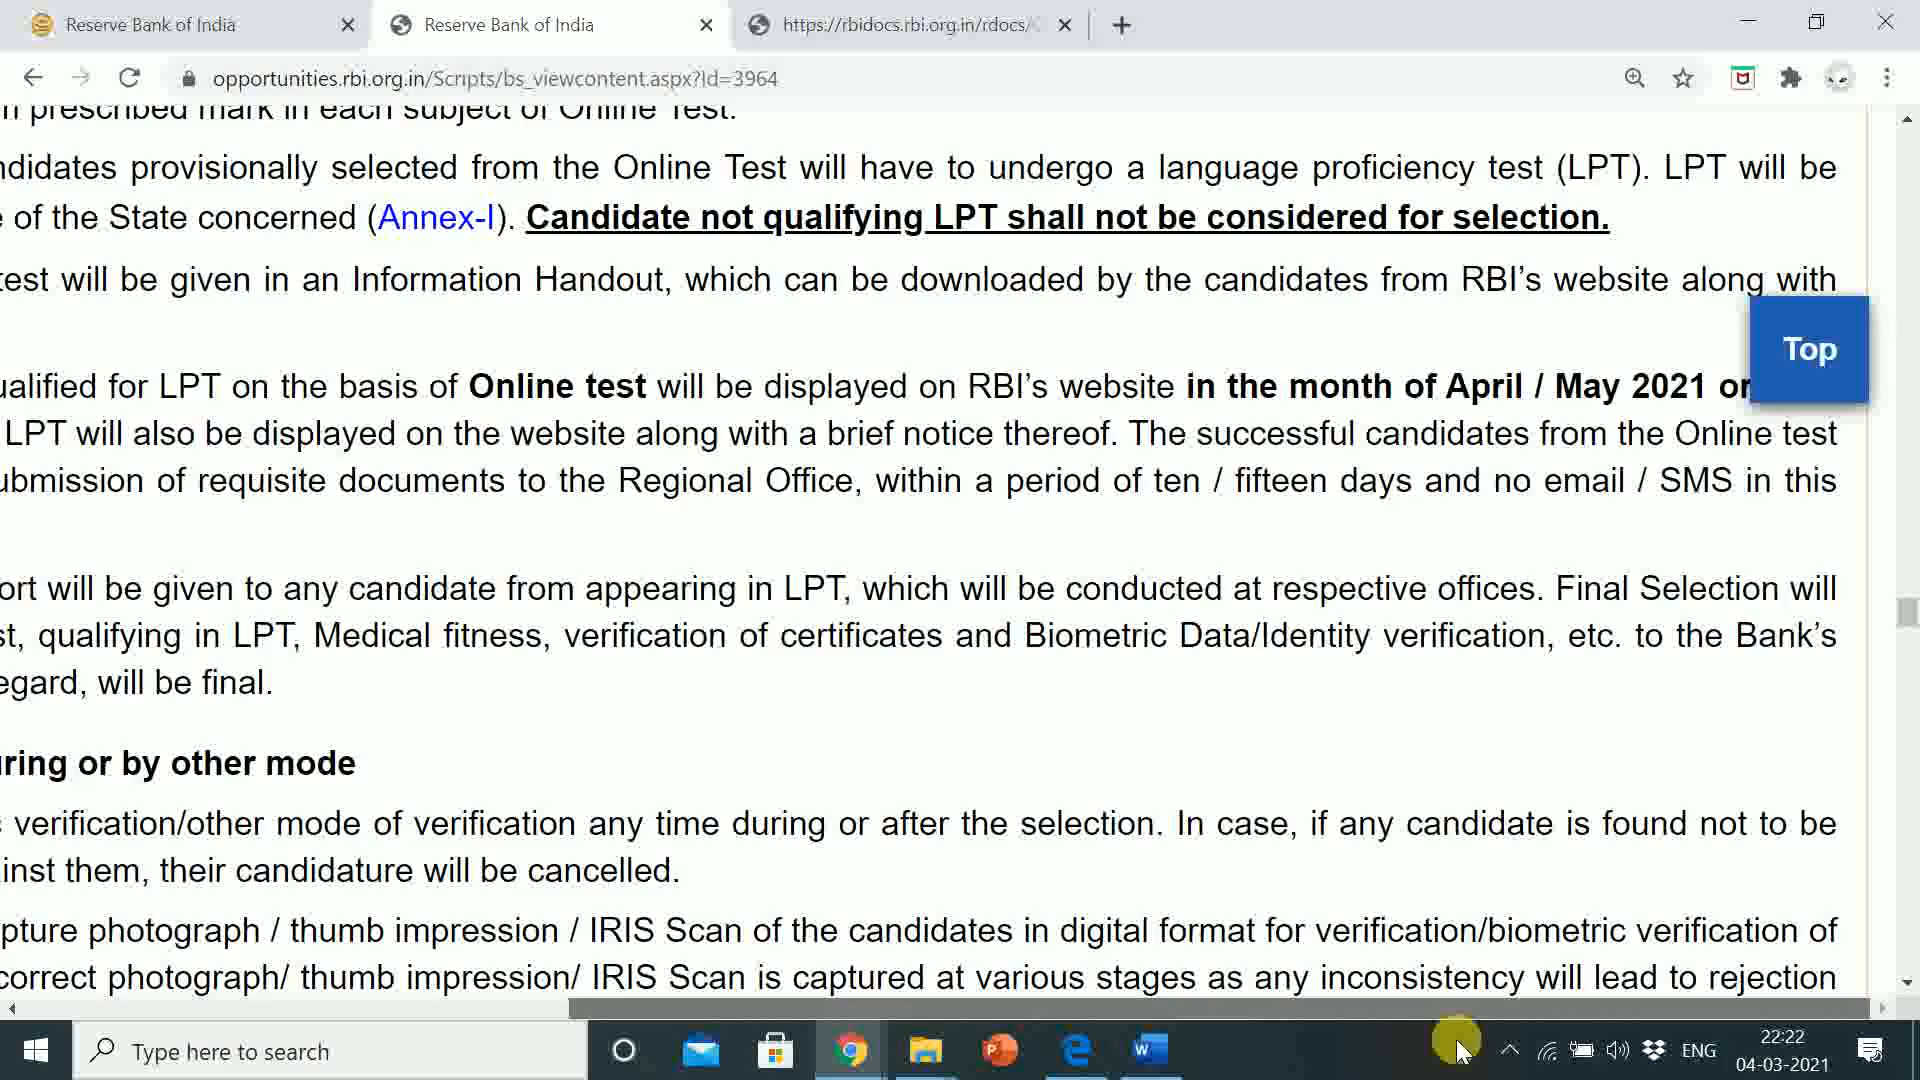 Reserve Bank of India
Reserve Bank of India
https://rbidocs.rbi.org.in/rdocs/
opportunities.rbi.org.in/Scripts/bs_viewcontent.aspx?Id=3964
prescribed mark in each subject of Online Test.
ndidates provisionally selected from the Online Test will have to undergo a language proficiency test (LPT). LPT will be
e of the State concerned (Annex-I). Candidate not qualifying LPT shall not be considered for selection.
test will be given in an Information Handout, which can be downloaded by the candidates from RBI's website along with
Top
ualified for LPT on the basis of Online test will be displayed on RBI's website in the month of April / May 2021 or
LPT will also be displayed on the website along with a brief notice thereof. The successful candidates from the Online test
ubmission of requisite documents to the Regional Office, within a period of ten / fifteen days and no email / SMS in this
ort will be given to any candidate from appearing in LPT, which will be conducted at respective offices. Final Selection will
st, qualifying in LPT, Medical fitness, verification of certificates and Biometric Data/Identity verification, etc. to the Bank's
egard, will be final.
uring or by other mode
verification/other mode of verification any time during or after the selection. In case, if any candidate is found not to be
inst them, their candidature will be cancelled.
pture photograph / thumb impression / IRIS Scan of the candidates in digital format for verification/biometric verification of
correct photograph/ thumb impression/ IRIS Scan is captured at various stages as any inconsistency will lead to rejection
Type here to search
ENG
22:22
04-03-2021